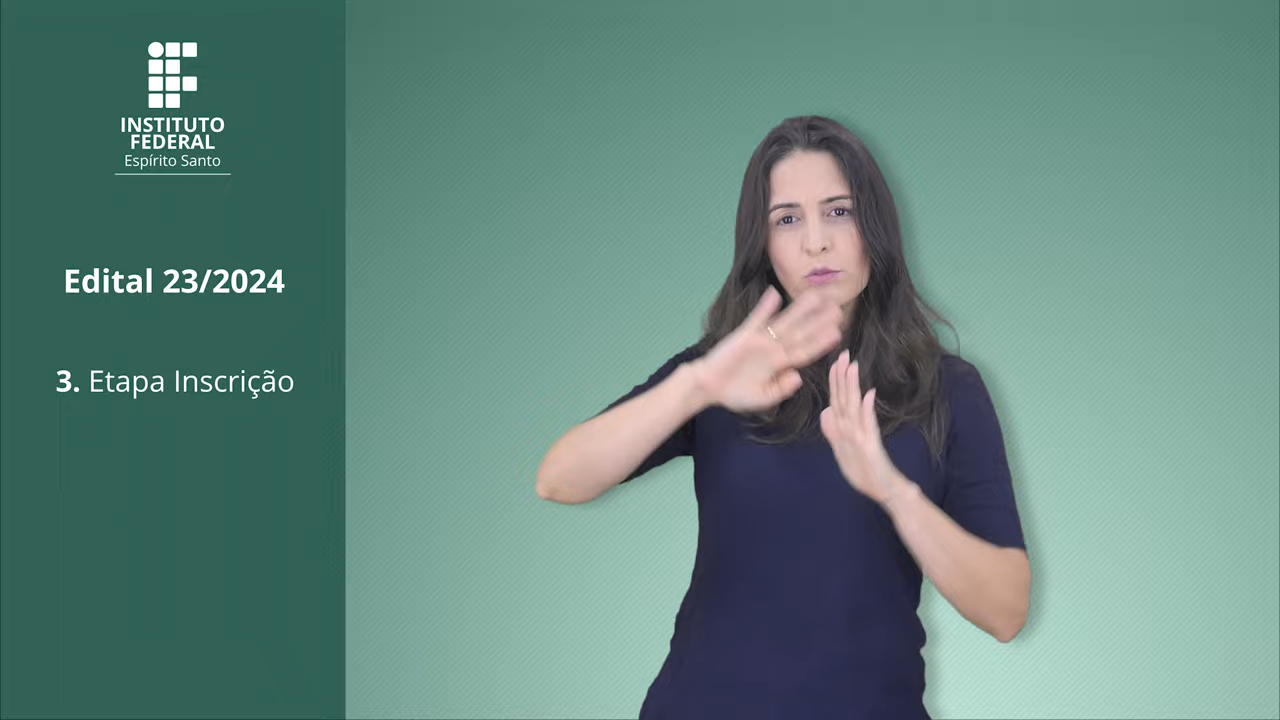 INSTITUTO
FEDERAL
Espírito Santo
Edital 23/2024
3. Etapa Inscrição